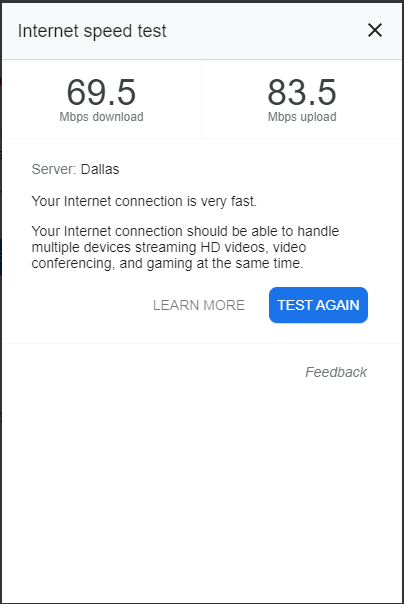 Internet speed test
69.5
Mbps download
83.5
Mbps upload
Server: Dallas
Your Internet connection is very fast.
Your Internet connection should be able to handle
multiple devices streaming HD videos, video
conferencing, and gaming at the same time.
LEARN MORE
TEST AGAIN
Feedback